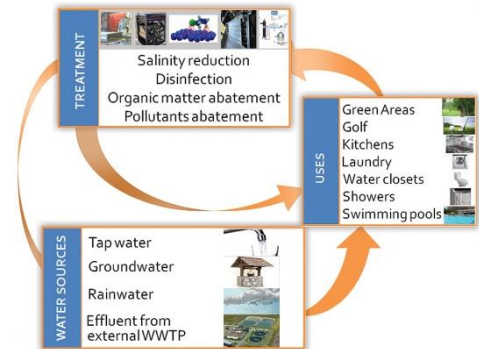 TREATMENT
Salinity reduction
Disinfection
Organic matter abatement
Pollutants abatement
USES
Green Areas
Golf
Kitchens
Laundry
Water closets
Showers
Swimming pools
WATER SOURCES
Tap water
Groundwater
Rainwater
Effluent from
external WWTP